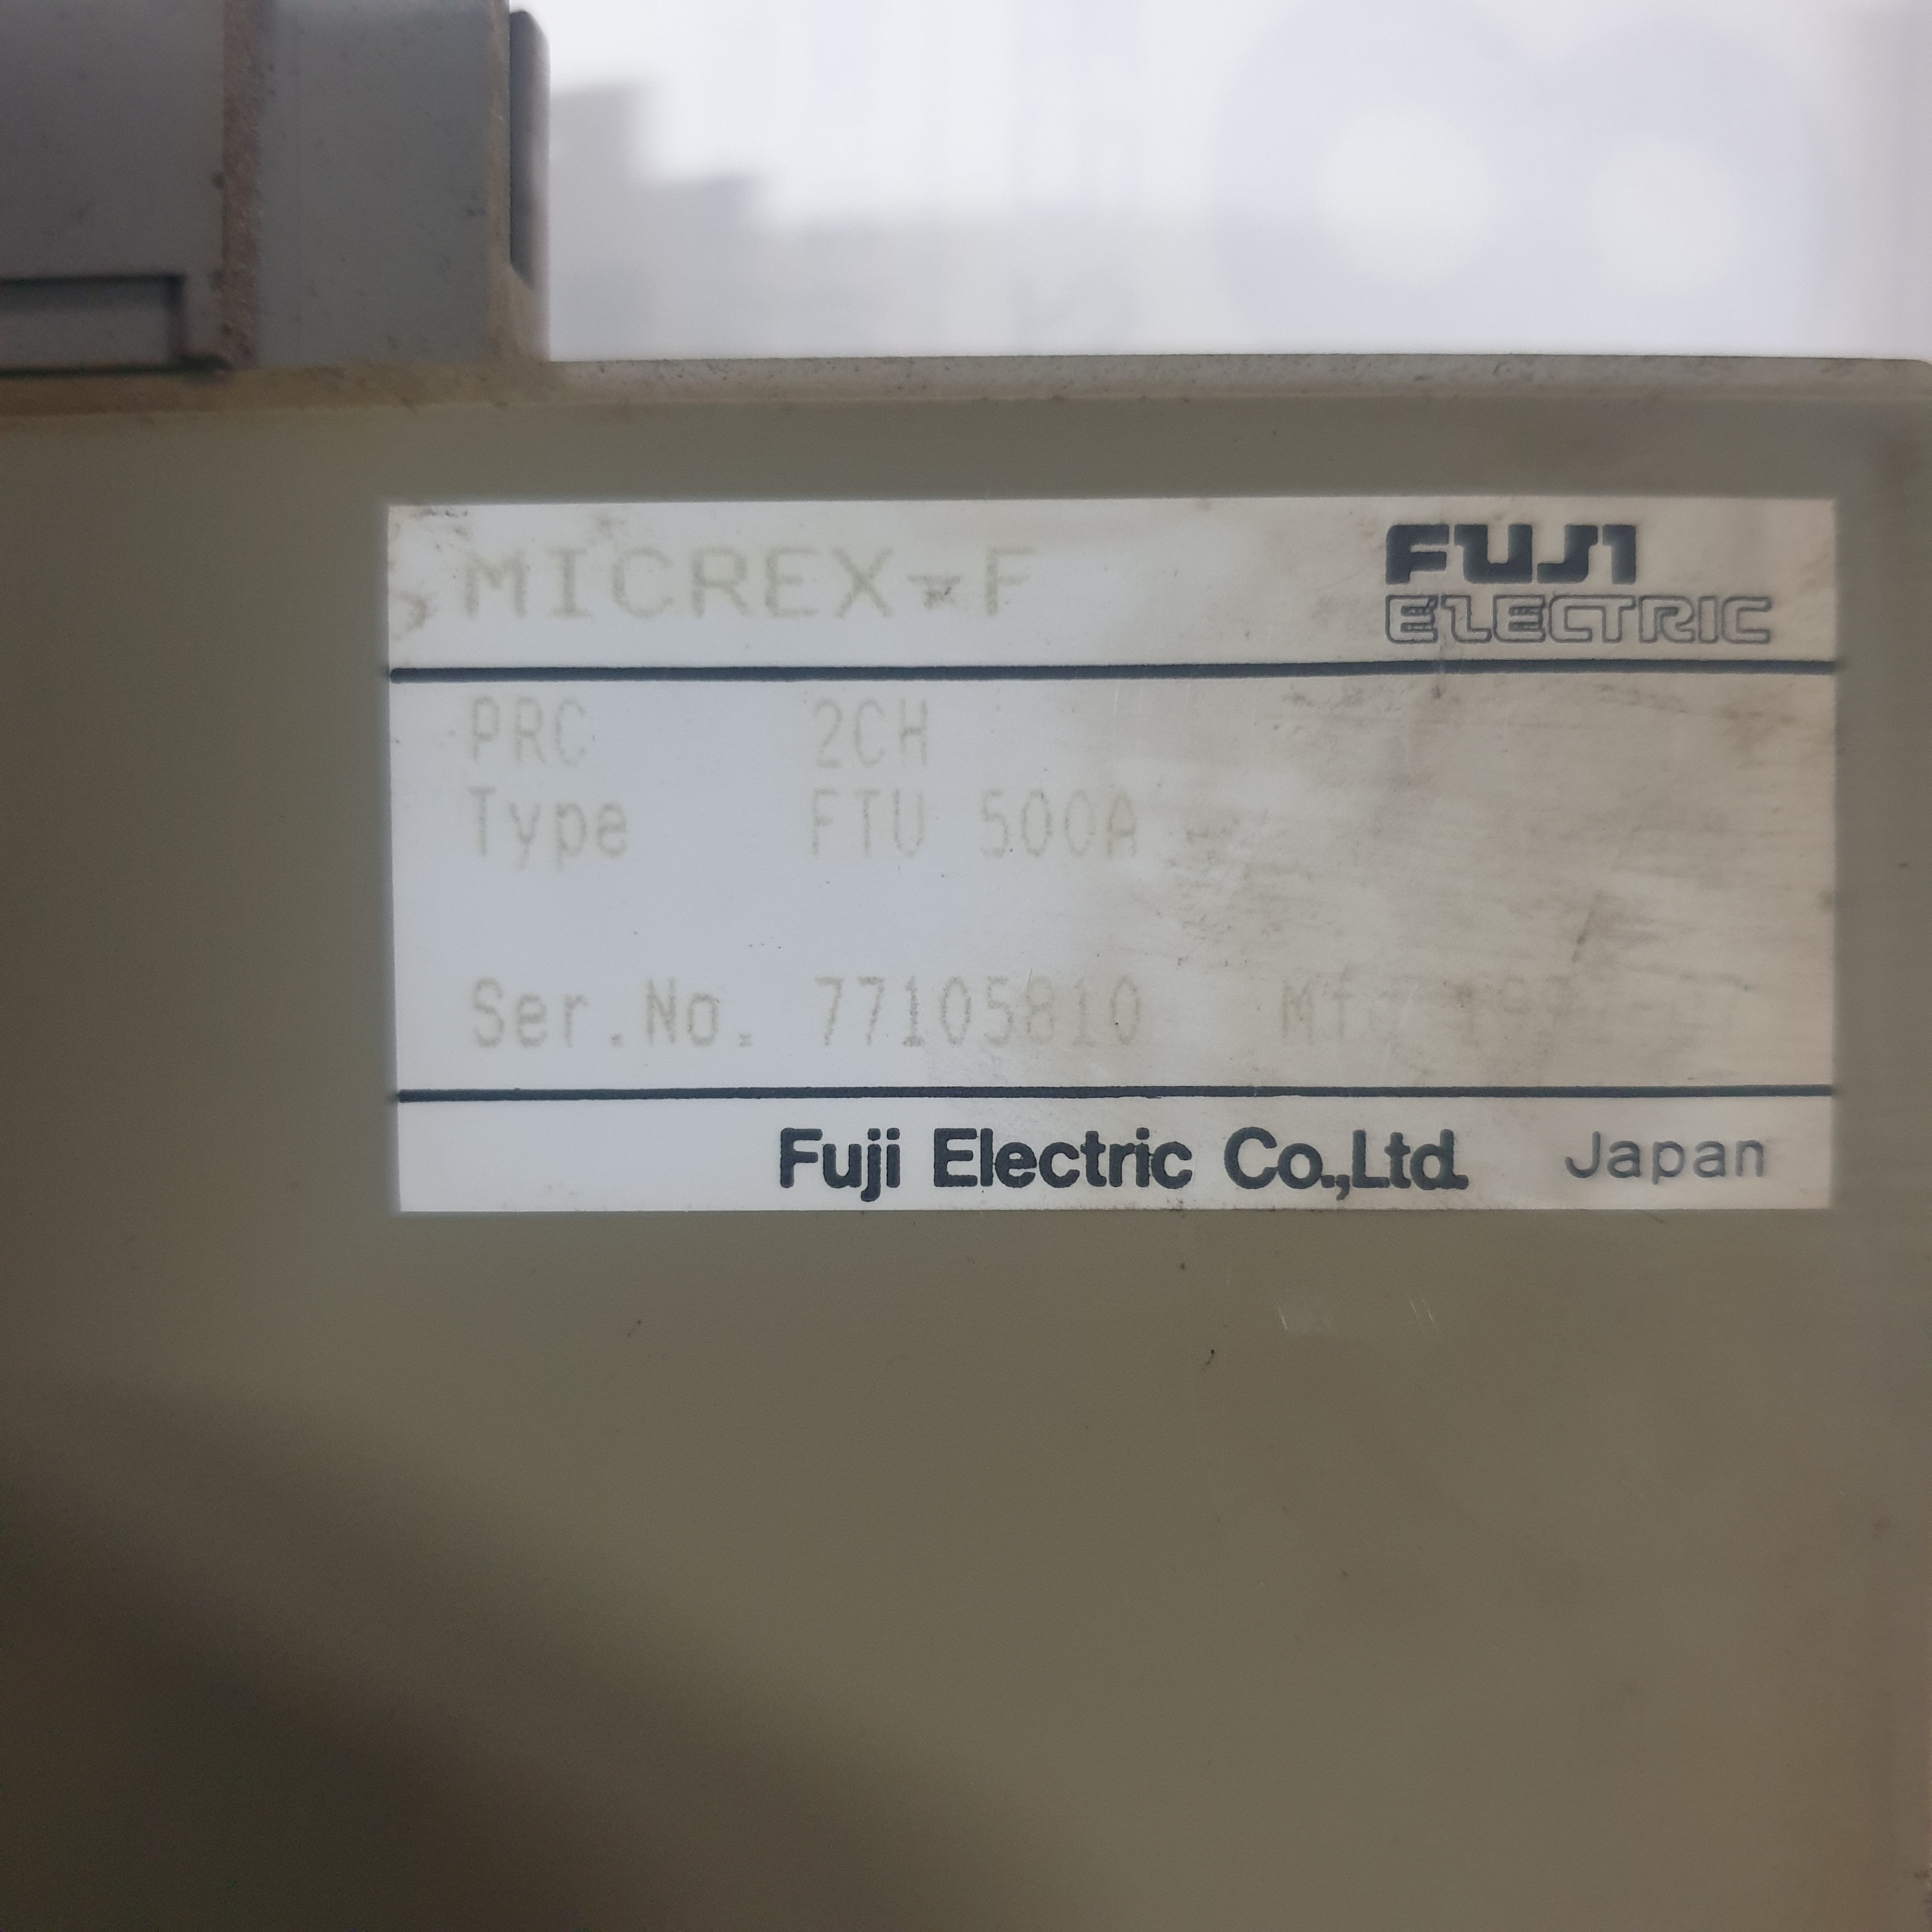 MICREX-F
FUJI
ELECTRIC
PRC 2CH
Type FTU 500A
Ser.No. 77105810
Fuji Electric Co.,Ltd. Japan